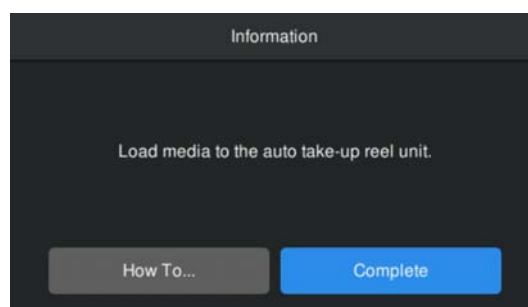 Information
Load media to the auto take-up reel unit.
How To...
Complete